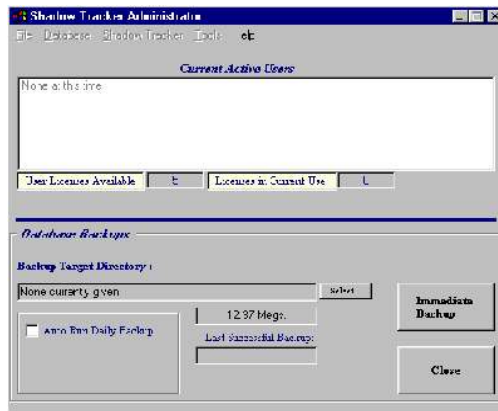 Shadow Tracker Administrator
File Database Shadow Tracker Tools
Current Active Users
None at this time
User Licenses Available
Licenses in Current Use
Database Backups
Backup Target Directory :
None currently given
Select
Immediate
Backup
12.37 Megs.
Auto Run Daily Backup
Last Successful Backup:
Close